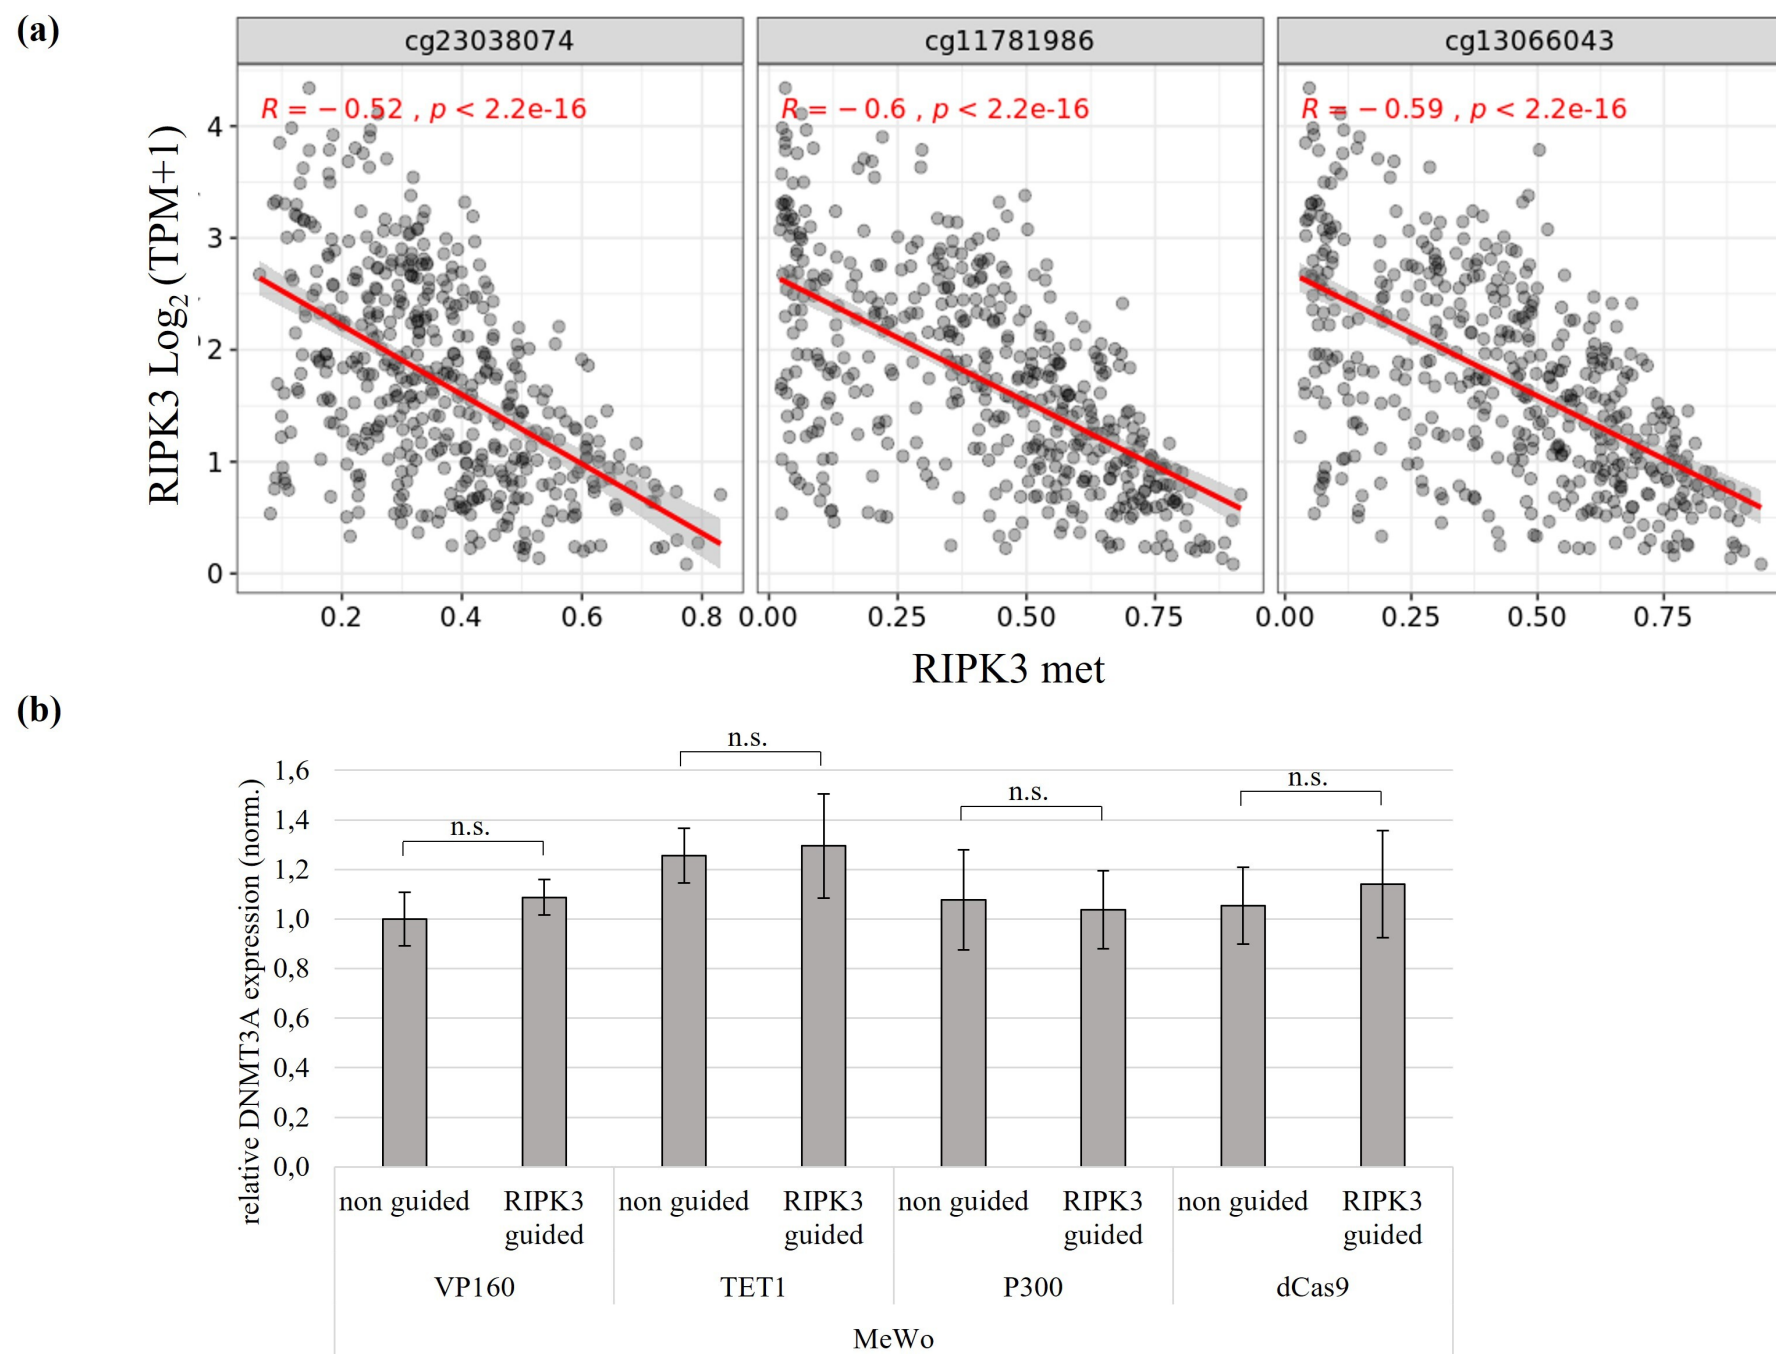 (a)
cg23038074 cg11781986 cg13066043
R = − 0.52 , p < 2.2e-16 R = − 0.6 , p < 2.2e-16 R = − 0.59 , p < 2.2e-16
RIPK3 Log2 (TPM+1)
4
3
2
1
0
0.2 0.4 0.6 0.8 0.00 0.25 0.50 0.75 0.00 0.25 0.50 0.75
RIPK3 met
(b)
relative DNMT3A expression (norm.)
1,6
1,4
1,2
1,0
0,8
0,6
0,4
0,2
0,0
n.s. n.s. n.s. n.s.
non guided RIPK3 guided non guided RIPK3 guided non guided RIPK3 guided non guided RIPK3 guided
VP160 TET1 P300 dCas9
MeWo